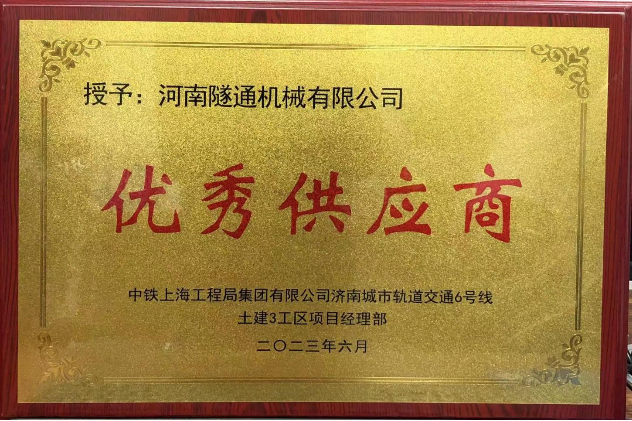 授予：河南隧通机械有限公司
优秀供应商
中铁上海工程局集团有限公司济南城市轨道交通6号线
土建3工区项目经理部
二〇二三年六月